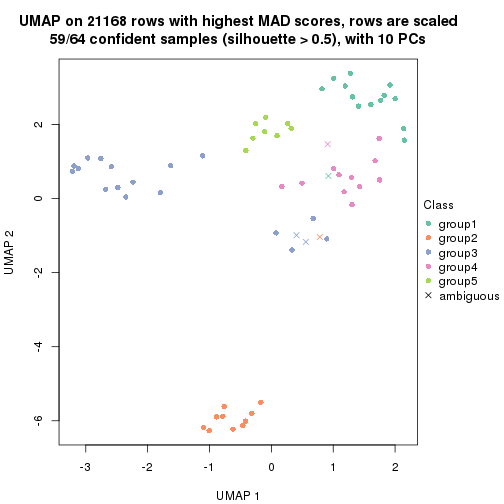 UMAP on 21168 rows with highest MAD scores, rows are scaled
59/64 confident samples (silhouette > 0.5), with 10 PCs
2
0
-2
-4
-6
UMAP 2
-3
-2
-1
0
1
2
UMAP 1
Class
group1
group2
group3
group4
group5
ambiguous